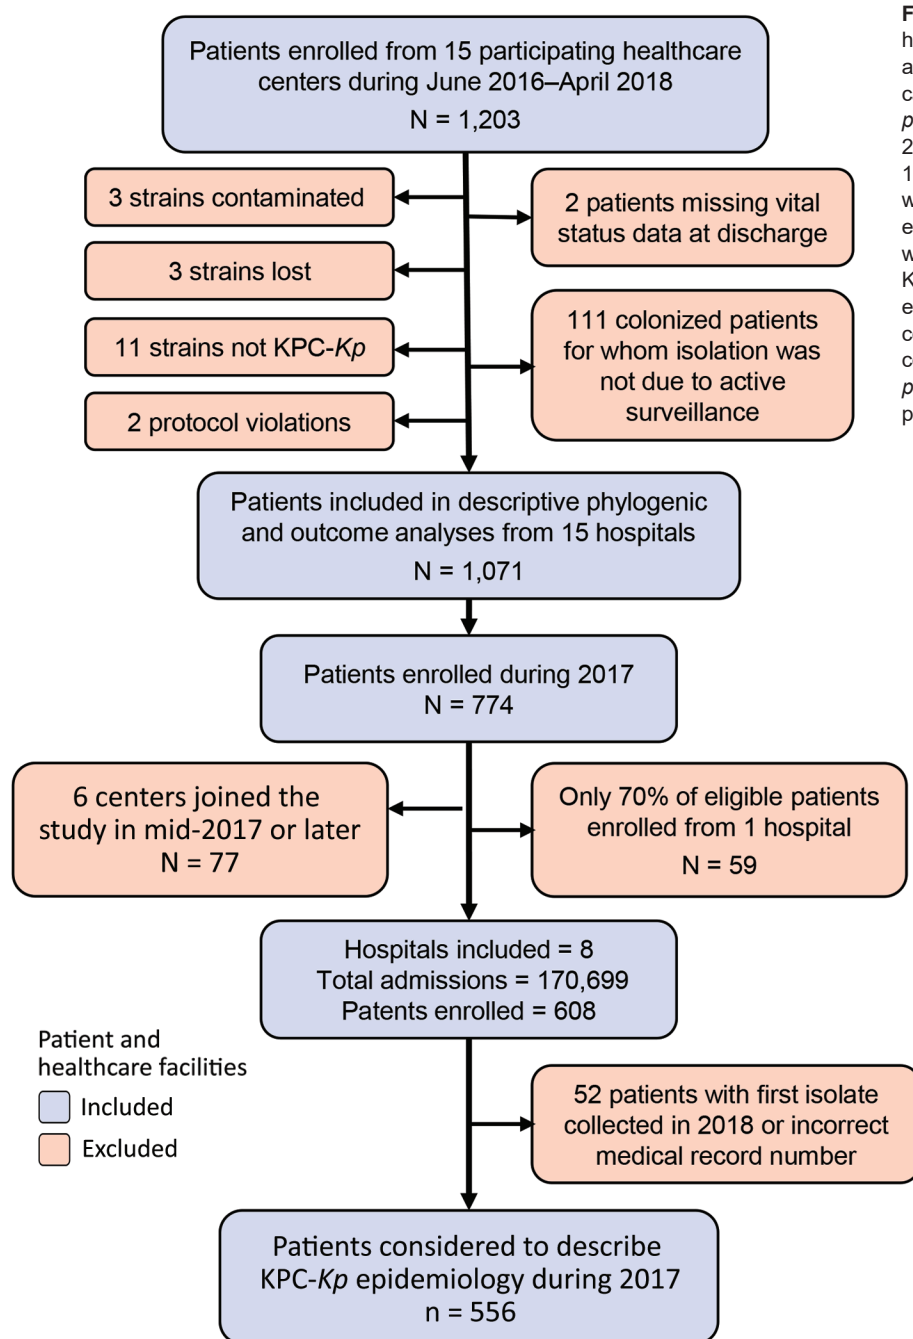 Patients enrolled from 15 participating healthcare
centers during June 2016–April 2018
N = 1,203
3 strains contaminated
2 patients missing vital
status data at discharge
3 strains lost
11 strains not KPC-Kp
111 colonized patients
for whom isolation was
not due to active
surveillance
2 protocol violations
Patients included in descriptive phylogenic
and outcome analyses from 15 hospitals
N = 1,071
Patients enrolled during 2017
N = 774
6 centers joined the
study in mid-2017 or later
N = 77
Only 70% of eligible patients
enrolled from 1 hospital
N = 59
Hospitals included = 8
Total admissions = 170,699
Patents enrolled = 608
Patient and
healthcare facilities
Included
Excluded
52 patients with first isolate
collected in 2018 or incorrect
medical record number
Patients considered to describe
KPC-Kp epidemiology during 2017
n = 556